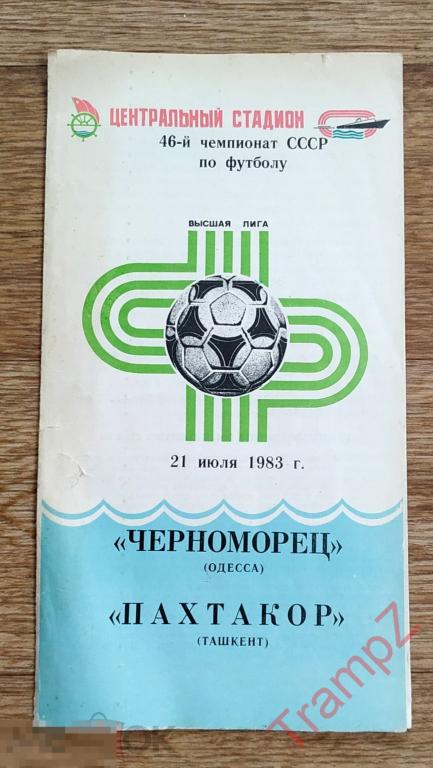 ЦЕНТРАЛЬНЫЙ СТАДИОН
46-й чемпионат СССР
по футболу
ВЫСШАЯ ЛИГА
21 июля 1983 г.
«ЧЕРНОМОРЕЦ»
(ОДЕССА)
«ПАХТАКОР»
(ТАШКЕНТ)
TrampZ